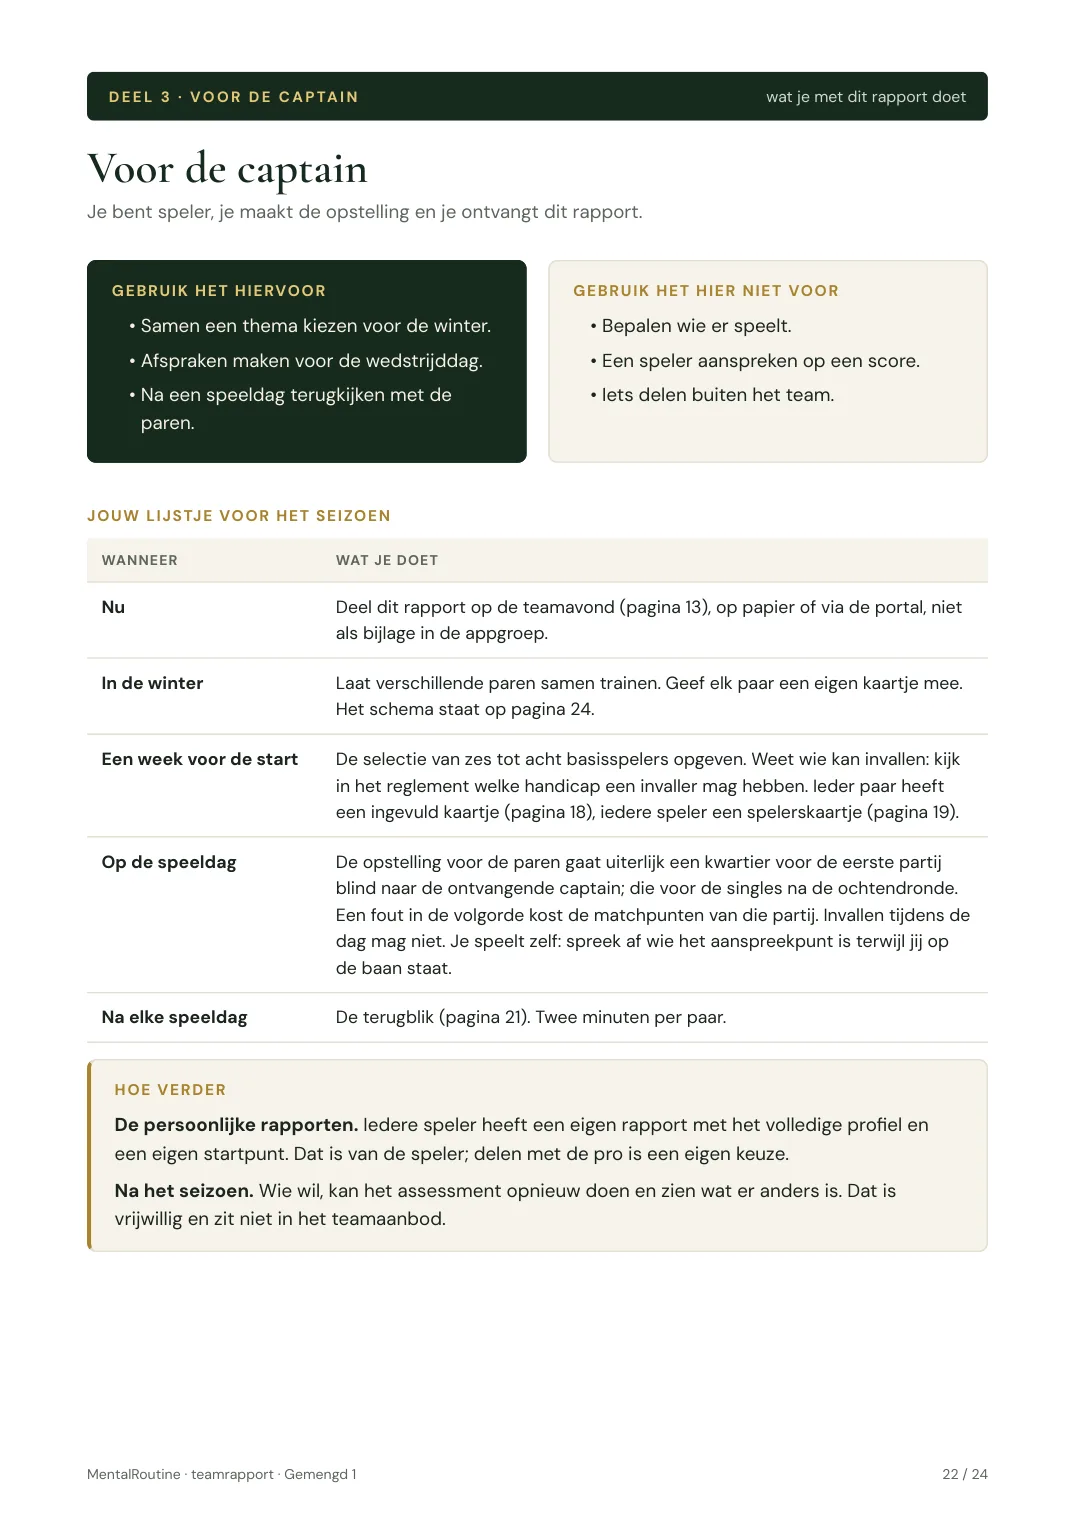 DEEL 3 · VOOR DE CAPTAIN
wat je met dit rapport doet
Voor de captain
Je bent speler, je maakt de opstelling en je ontvangt dit rapport.
GEBRUIK HET HIERVOOR
• Samen een thema kiezen voor de winter.
• Afspraken maken voor de wedstrijddag.
• Na een speeldag terugkijken met de
paren.
GEBRUIK HET HIER NIET VOOR
• Bepalen wie er speelt.
• Een speler aanspreken op een score.
• Iets delen buiten het team.
JOUW LIJSTJE VOOR HET SEIZOEN
WANNEER
WAT JE DOET
Nu
Deel dit rapport op de teamavond (pagina 13), op papier of via de portal, niet
als bijlage in de appgroep.
In de winter
Laat verschillende paren samen trainen. Geef elk paar een eigen kaartje mee.
Het schema staat op pagina 24.
Een week voor de start
De selectie van zes tot acht basisspelers opgeven. Weet wie kan invallen: kijk
in het reglement welke handicap een invaller mag hebben. Ieder paar heeft
een ingevuld kaartje (pagina 18), iedere speler een spelerskaartje (pagina 19).
Op de speeldag
De opstelling voor de paren gaat uiterlijk een kwartier voor de eerste partij
blind naar de ontvangende captain; die voor de singles na de ochtendronde.
Een fout in de volgorde kost de matchpunten van die partij. Invallen tijdens de
dag mag niet. Je speelt zelf: spreek af wie het aanspreekpunt is terwijl jij op
de baan staat.
Na elke speeldag
De terugblik (pagina 21). Twee minuten per paar.
HOE VERDER
De persoonlijke rapporten. Iedere speler heeft een eigen rapport met het volledige profiel en
een eigen startpunt. Dat is van de speler; delen met de pro is een eigen keuze.
Na het seizoen. Wie wil, kan het assessment opnieuw doen en zien wat er anders is. Dat is
vrijwillig en zit niet in het teamaanbod.
MentalRoutine · teamrapport · Gemengd 1
22 / 24